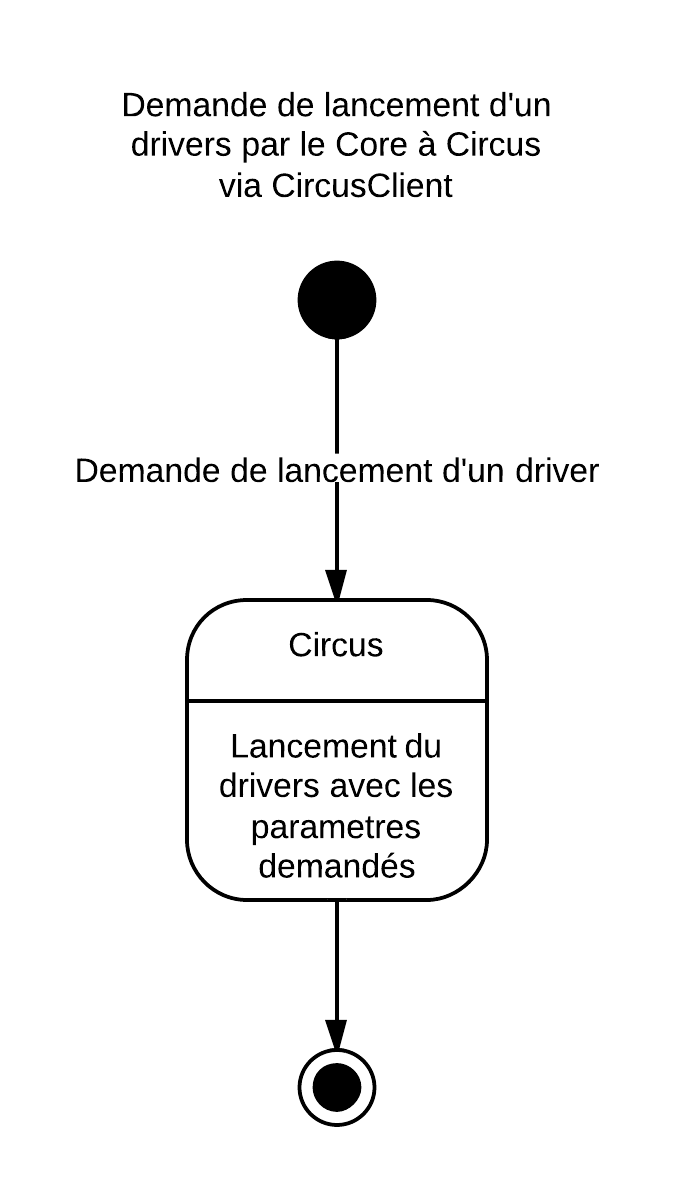 Demande de lancement d'un
drivers par le Core à Circus
via CircusClient
Demande de lancement d'un driver
Circus
Lancement du
drivers avec les
parametres
demandés